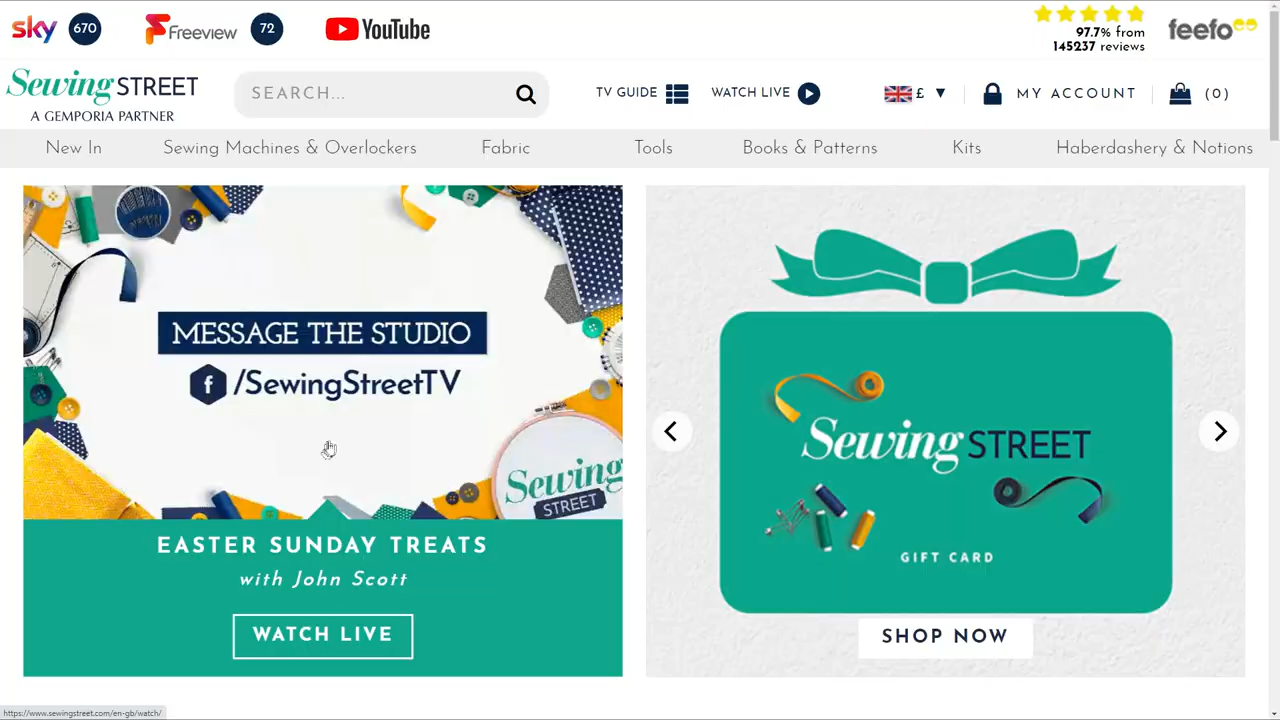 sky 670 Freeview 72 YouTube
97.7% from
145237 reviews
feefo
Sewing STREET
A GEMPORIA PARTNER
SEARCH...
TV GUIDE WATCH LIVE £ ▼ MY ACCOUNT (0)
New In Sewing Machines & Overlockers Fabric Tools Books & Patterns Kits Haberdashery & Notions
MESSAGE THE STUDIO
f /SewingStreetTV
Sewing
STREET
EASTER SUNDAY TREATS
with John Scott
WATCH LIVE
Sewing STREET
GIFT CARD
SHOP NOW
https://www.sewingstreet.com/en-gb/watch/